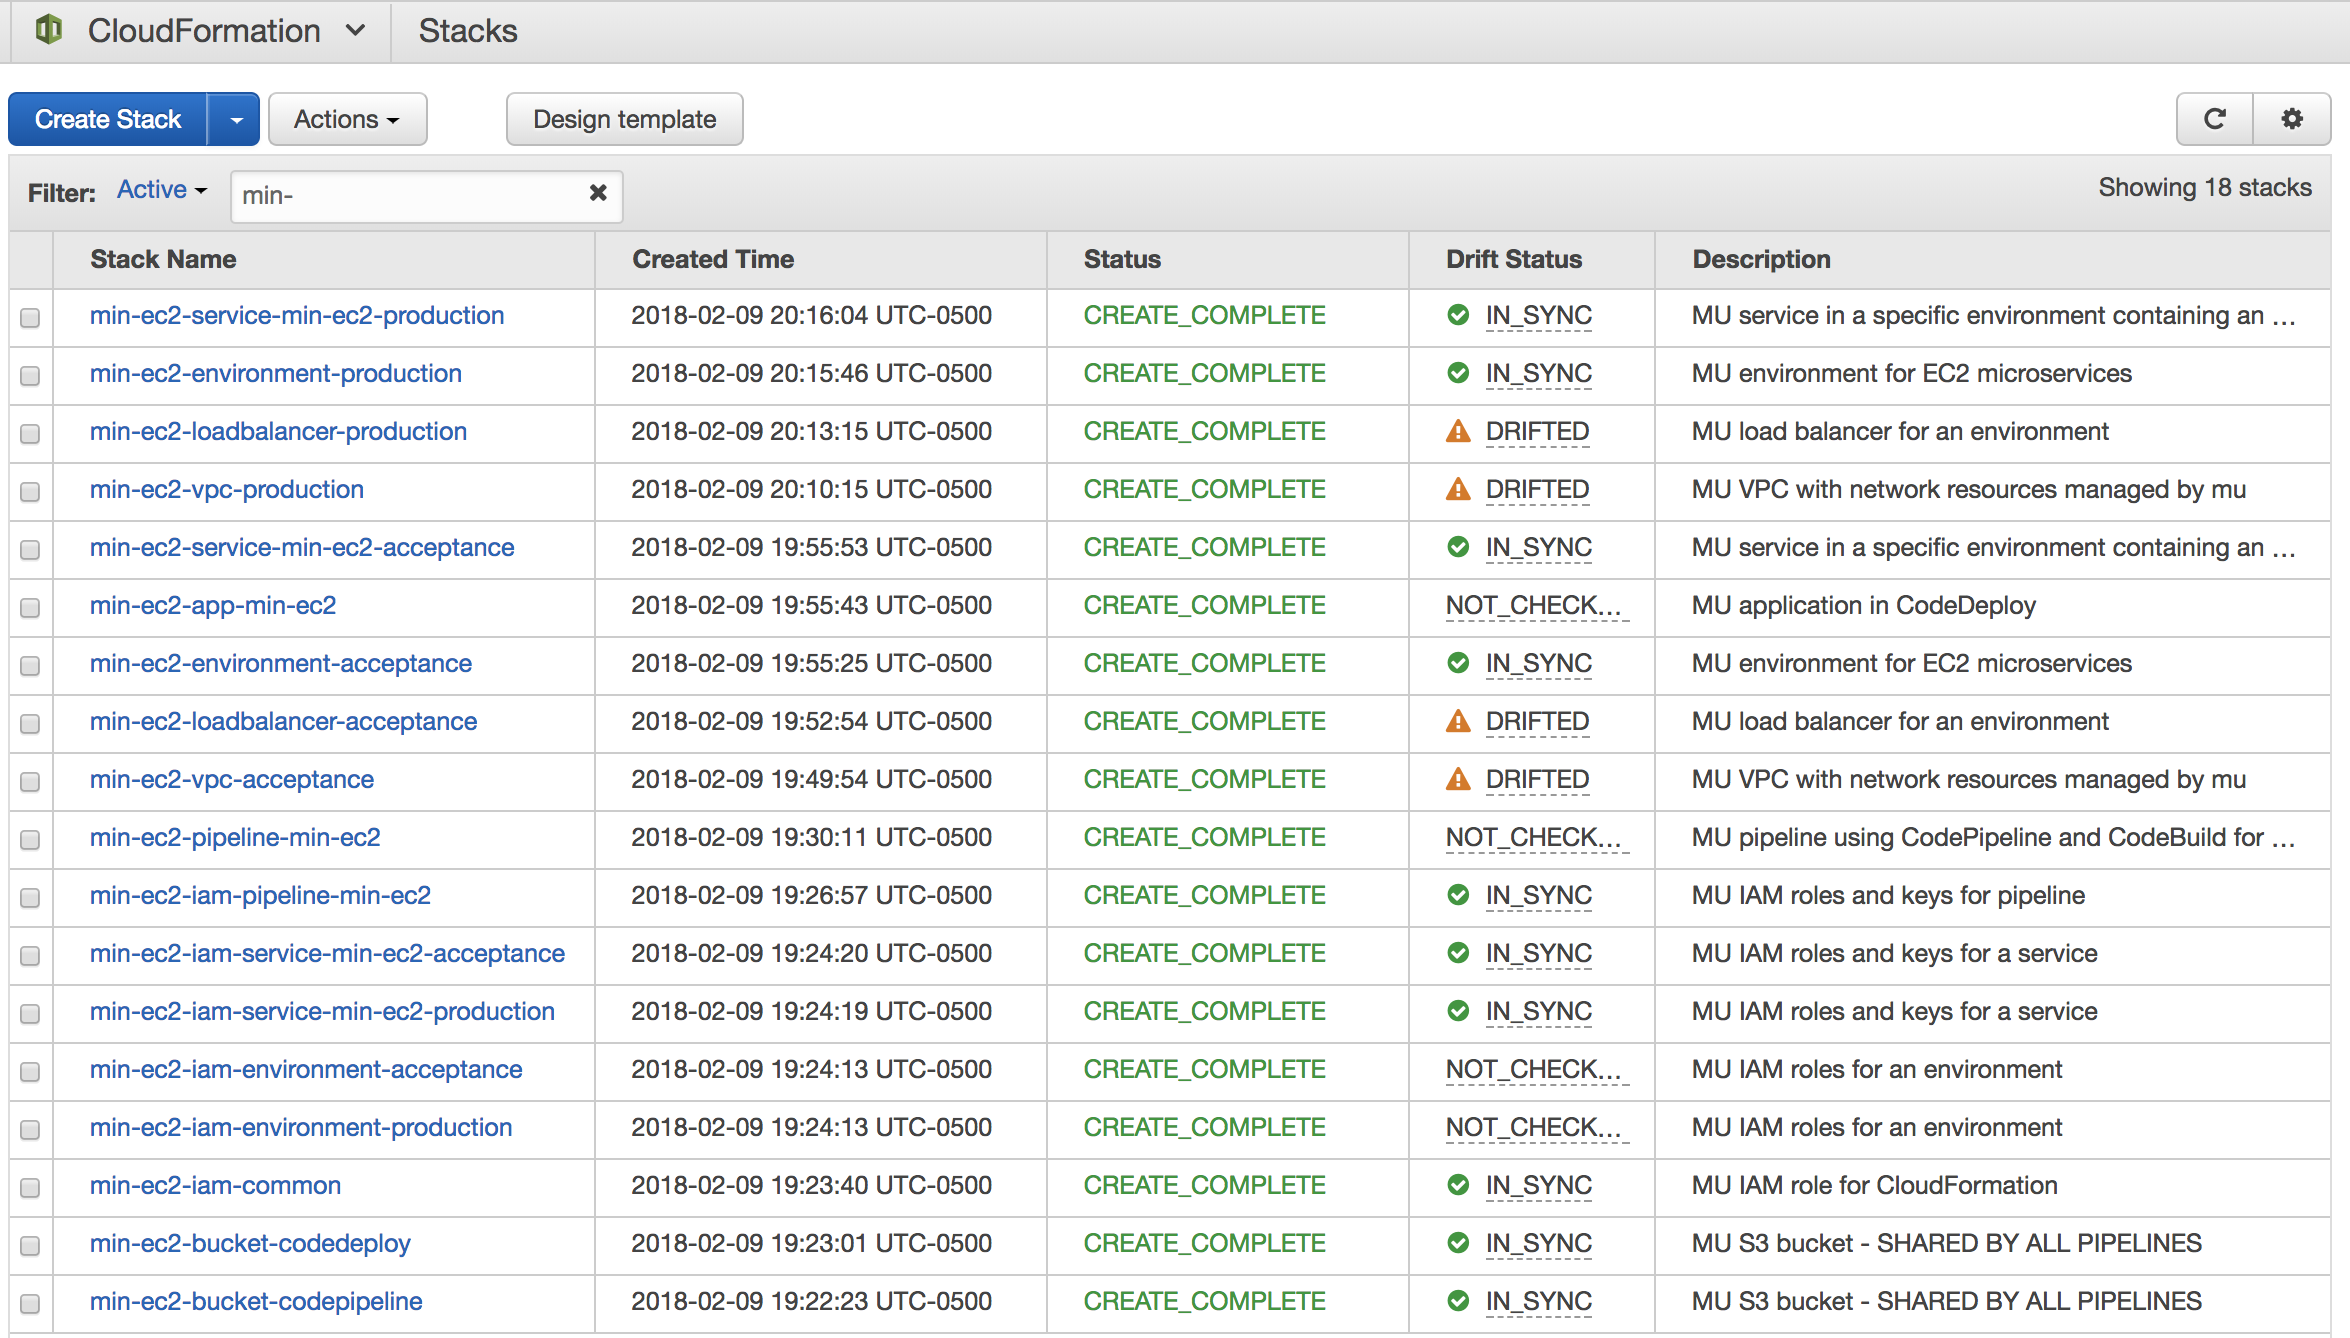 CloudFormation Stacks
Create Stack Actions Design template
Filter: Active min- Showing 18 stacks
Stack Name Created Time Status Drift Status Description
min-ec2-service-min-ec2-production 2018-02-09 20:16:04 UTC-0500 CREATE_COMPLETE IN_SYNC MU service in a specific environment containing an ...
min-ec2-environment-production 2018-02-09 20:15:46 UTC-0500 CREATE_COMPLETE IN_SYNC MU environment for EC2 microservices
min-ec2-loadbalancer-production 2018-02-09 20:13:15 UTC-0500 CREATE_COMPLETE DRIFTED MU load balancer for an environment
min-ec2-vpc-production 2018-02-09 20:10:15 UTC-0500 CREATE_COMPLETE DRIFTED MU VPC with network resources managed by mu
min-ec2-service-min-ec2-acceptance 2018-02-09 19:55:53 UTC-0500 CREATE_COMPLETE IN_SYNC MU service in a specific environment containing an ...
min-ec2-app-min-ec2 2018-02-09 19:55:43 UTC-0500 CREATE_COMPLETE NOT_CHECK... MU application in CodeDeploy
min-ec2-environment-acceptance 2018-02-09 19:55:25 UTC-0500 CREATE_COMPLETE IN_SYNC MU environment for EC2 microservices
min-ec2-loadbalancer-acceptance 2018-02-09 19:52:54 UTC-0500 CREATE_COMPLETE DRIFTED MU load balancer for an environment
min-ec2-vpc-acceptance 2018-02-09 19:49:54 UTC-0500 CREATE_COMPLETE DRIFTED MU VPC with network resources managed by mu
min-ec2-pipeline-min-ec2 2018-02-09 19:30:11 UTC-0500 CREATE_COMPLETE NOT_CHECK... MU pipeline using CodePipeline and CodeBuild for ...
min-ec2-iam-pipeline-min-ec2 2018-02-09 19:26:57 UTC-0500 CREATE_COMPLETE IN_SYNC MU IAM roles and keys for pipeline
min-ec2-iam-service-min-ec2-acceptance 2018-02-09 19:24:20 UTC-0500 CREATE_COMPLETE IN_SYNC MU IAM roles and keys for a service
min-ec2-iam-service-min-ec2-production 2018-02-09 19:24:19 UTC-0500 CREATE_COMPLETE IN_SYNC MU IAM roles and keys for a service
min-ec2-iam-environment-acceptance 2018-02-09 19:24:13 UTC-0500 CREATE_COMPLETE NOT_CHECK... MU IAM roles for an environment
min-ec2-iam-environment-production 2018-02-09 19:24:13 UTC-0500 CREATE_COMPLETE NOT_CHECK... MU IAM roles for an environment
min-ec2-iam-common 2018-02-09 19:23:40 UTC-0500 CREATE_COMPLETE IN_SYNC MU IAM role for CloudFormation
min-ec2-bucket-codedeploy 2018-02-09 19:23:01 UTC-0500 CREATE_COMPLETE IN_SYNC MU S3 bucket - SHARED BY ALL PIPELINES
min-ec2-bucket-codepipeline 2018-02-09 19:22:23 UTC-0500 CREATE_COMPLETE IN_SYNC MU S3 bucket - SHARED BY ALL PIPELINES